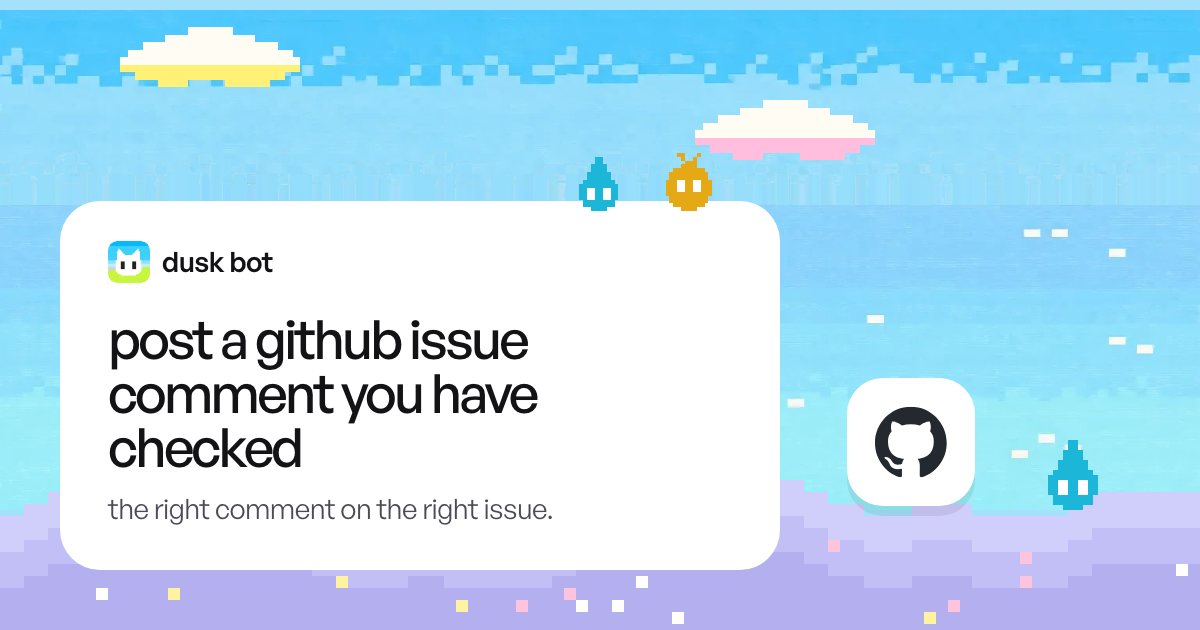 dusk bot
post a github issue
comment you have
checked
the right comment on the right issue.